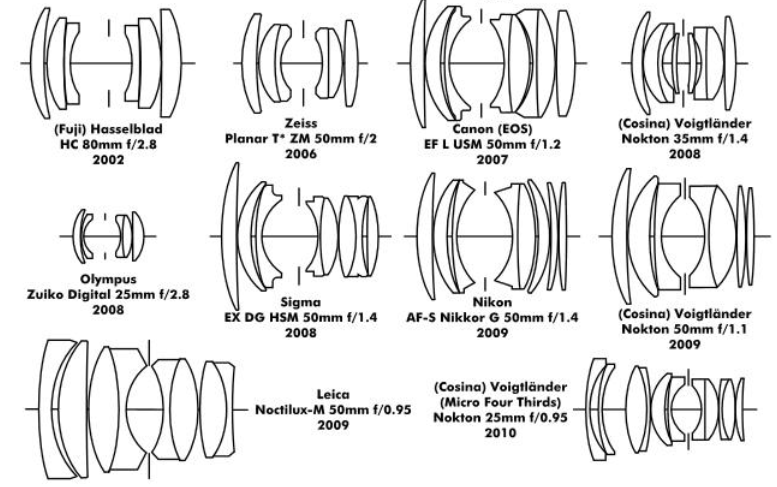 (Fuji) Hasselblad
HC 80mm f/2.8
2002
Zeiss
Planar T* ZM 50mm f/2
2006
Canon (EOS)
EF L USM 50mm f/1.2
2007
(Cosina) Voigtländer
Nokton 35mm f/1.4
2008
Olympus
Zuiko Digital 25mm f/2.8
2008
Sigma
EX DG HSM 50mm f/1.4
2008
Nikon
AF-S Nikkor G 50mm f/1.4
2009
(Cosina) Voigtländer
Nokton 50mm f/1.1
2009
Leica
Noctilux-M 50mm f/0.95
2009
(Cosina) Voigtländer
(Micro Four Thirds)
Nokton 25mm f/0.95
2010